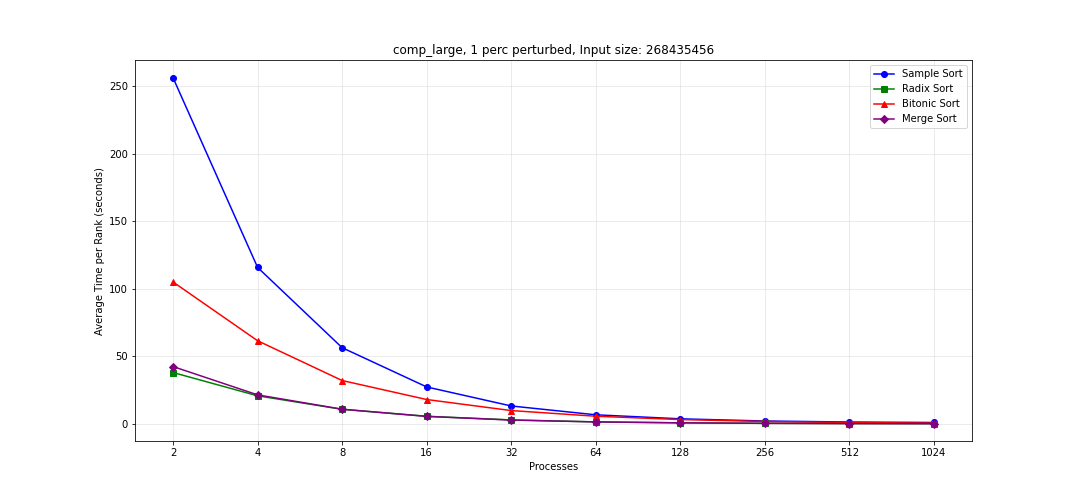 comp_large, 1 perc perturbed, Input size: 268435456
Sample Sort
Radix Sort
Bitonic Sort
Merge Sort
Average Time per Rank (seconds)
250
200
150
100
50
0
2 4 8 16 32 64 128 256 512 1024
Processes